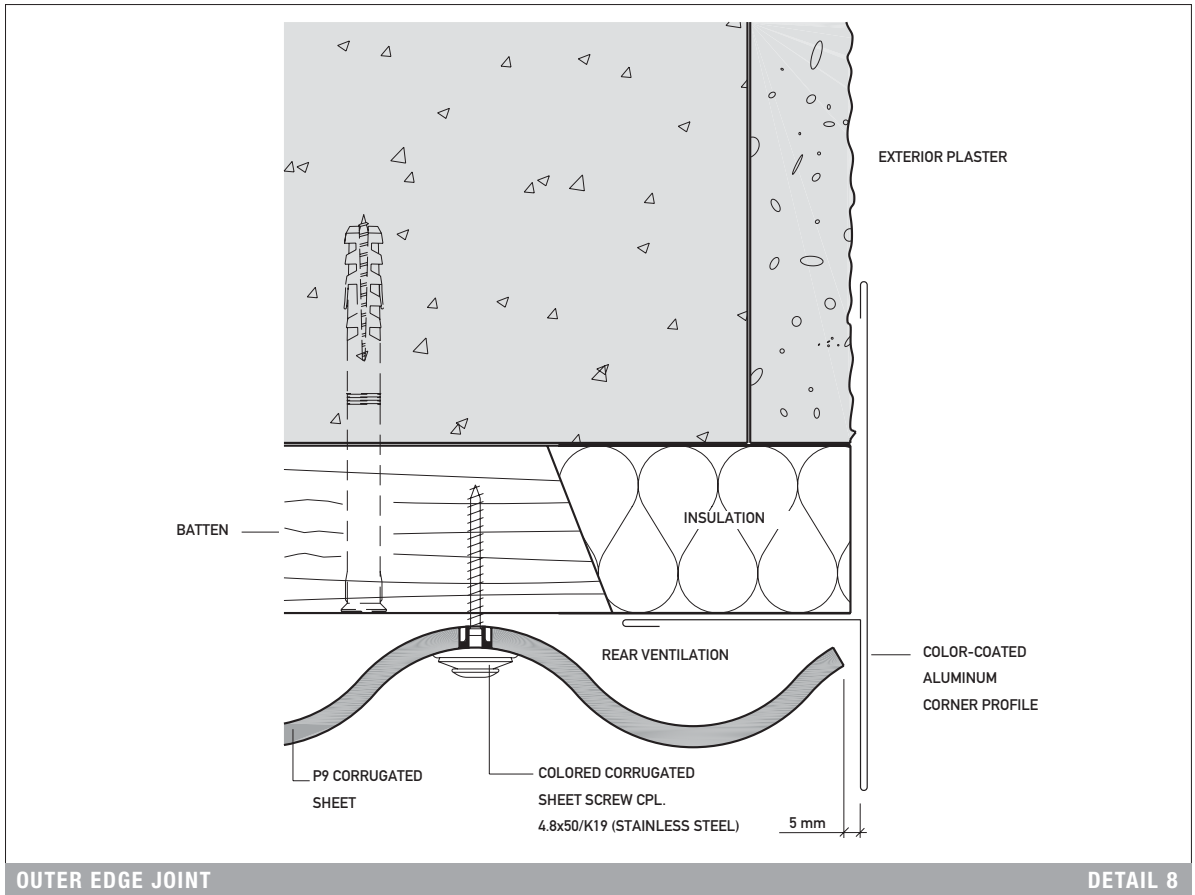 EXTERIOR PLASTER
BATTEN
INSULATION
REAR VENTILATION
COLOR-COATED
ALUMINUM
CORNER PROFILE
P9 CORRUGATED
SHEET
COLORED CORRUGATED
SHEET SCREW CPL.
4.8x50/K19 (STAINLESS STEEL)
5 mm
OUTER EDGE JOINT
DETAIL 8